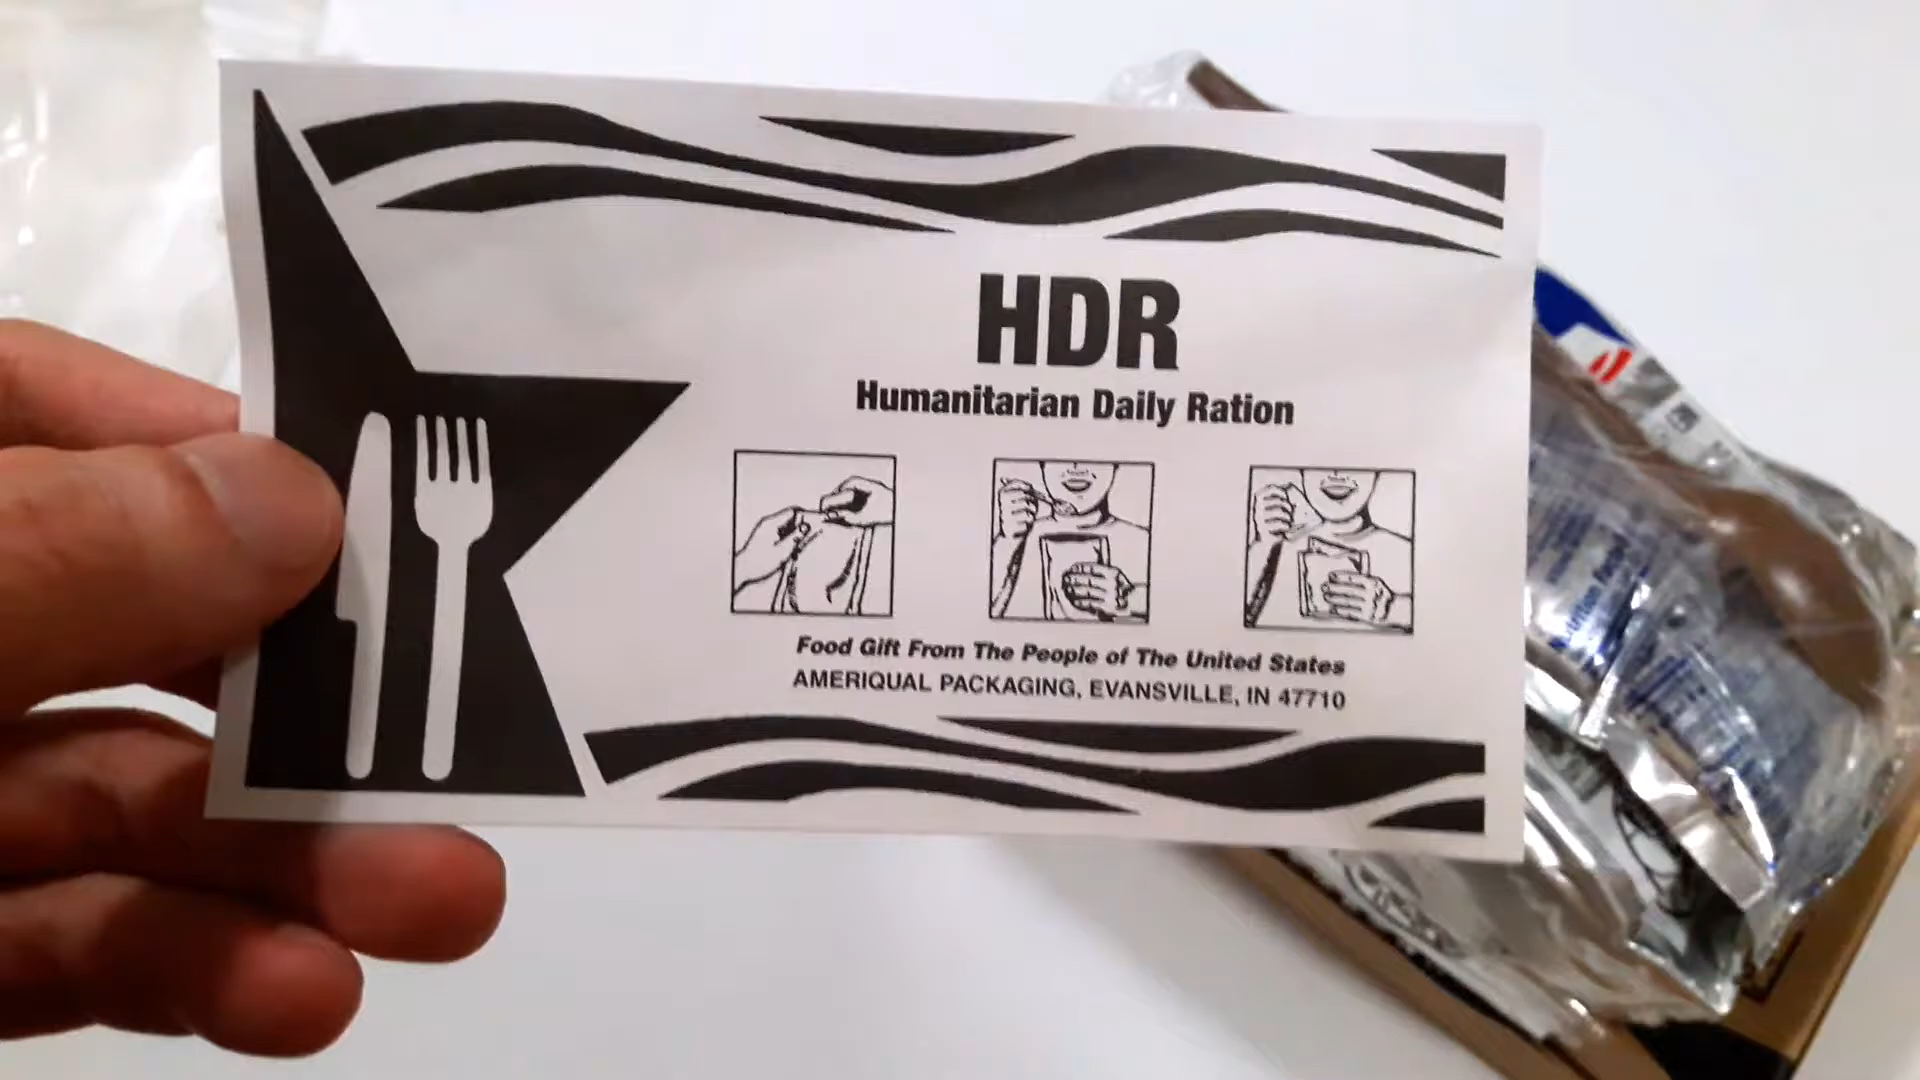 HDR
Humanitarian Daily Ration
Food Gift From The People of The United States
AMERIQUAL PACKAGING, EVANSVILLE, IN 47710